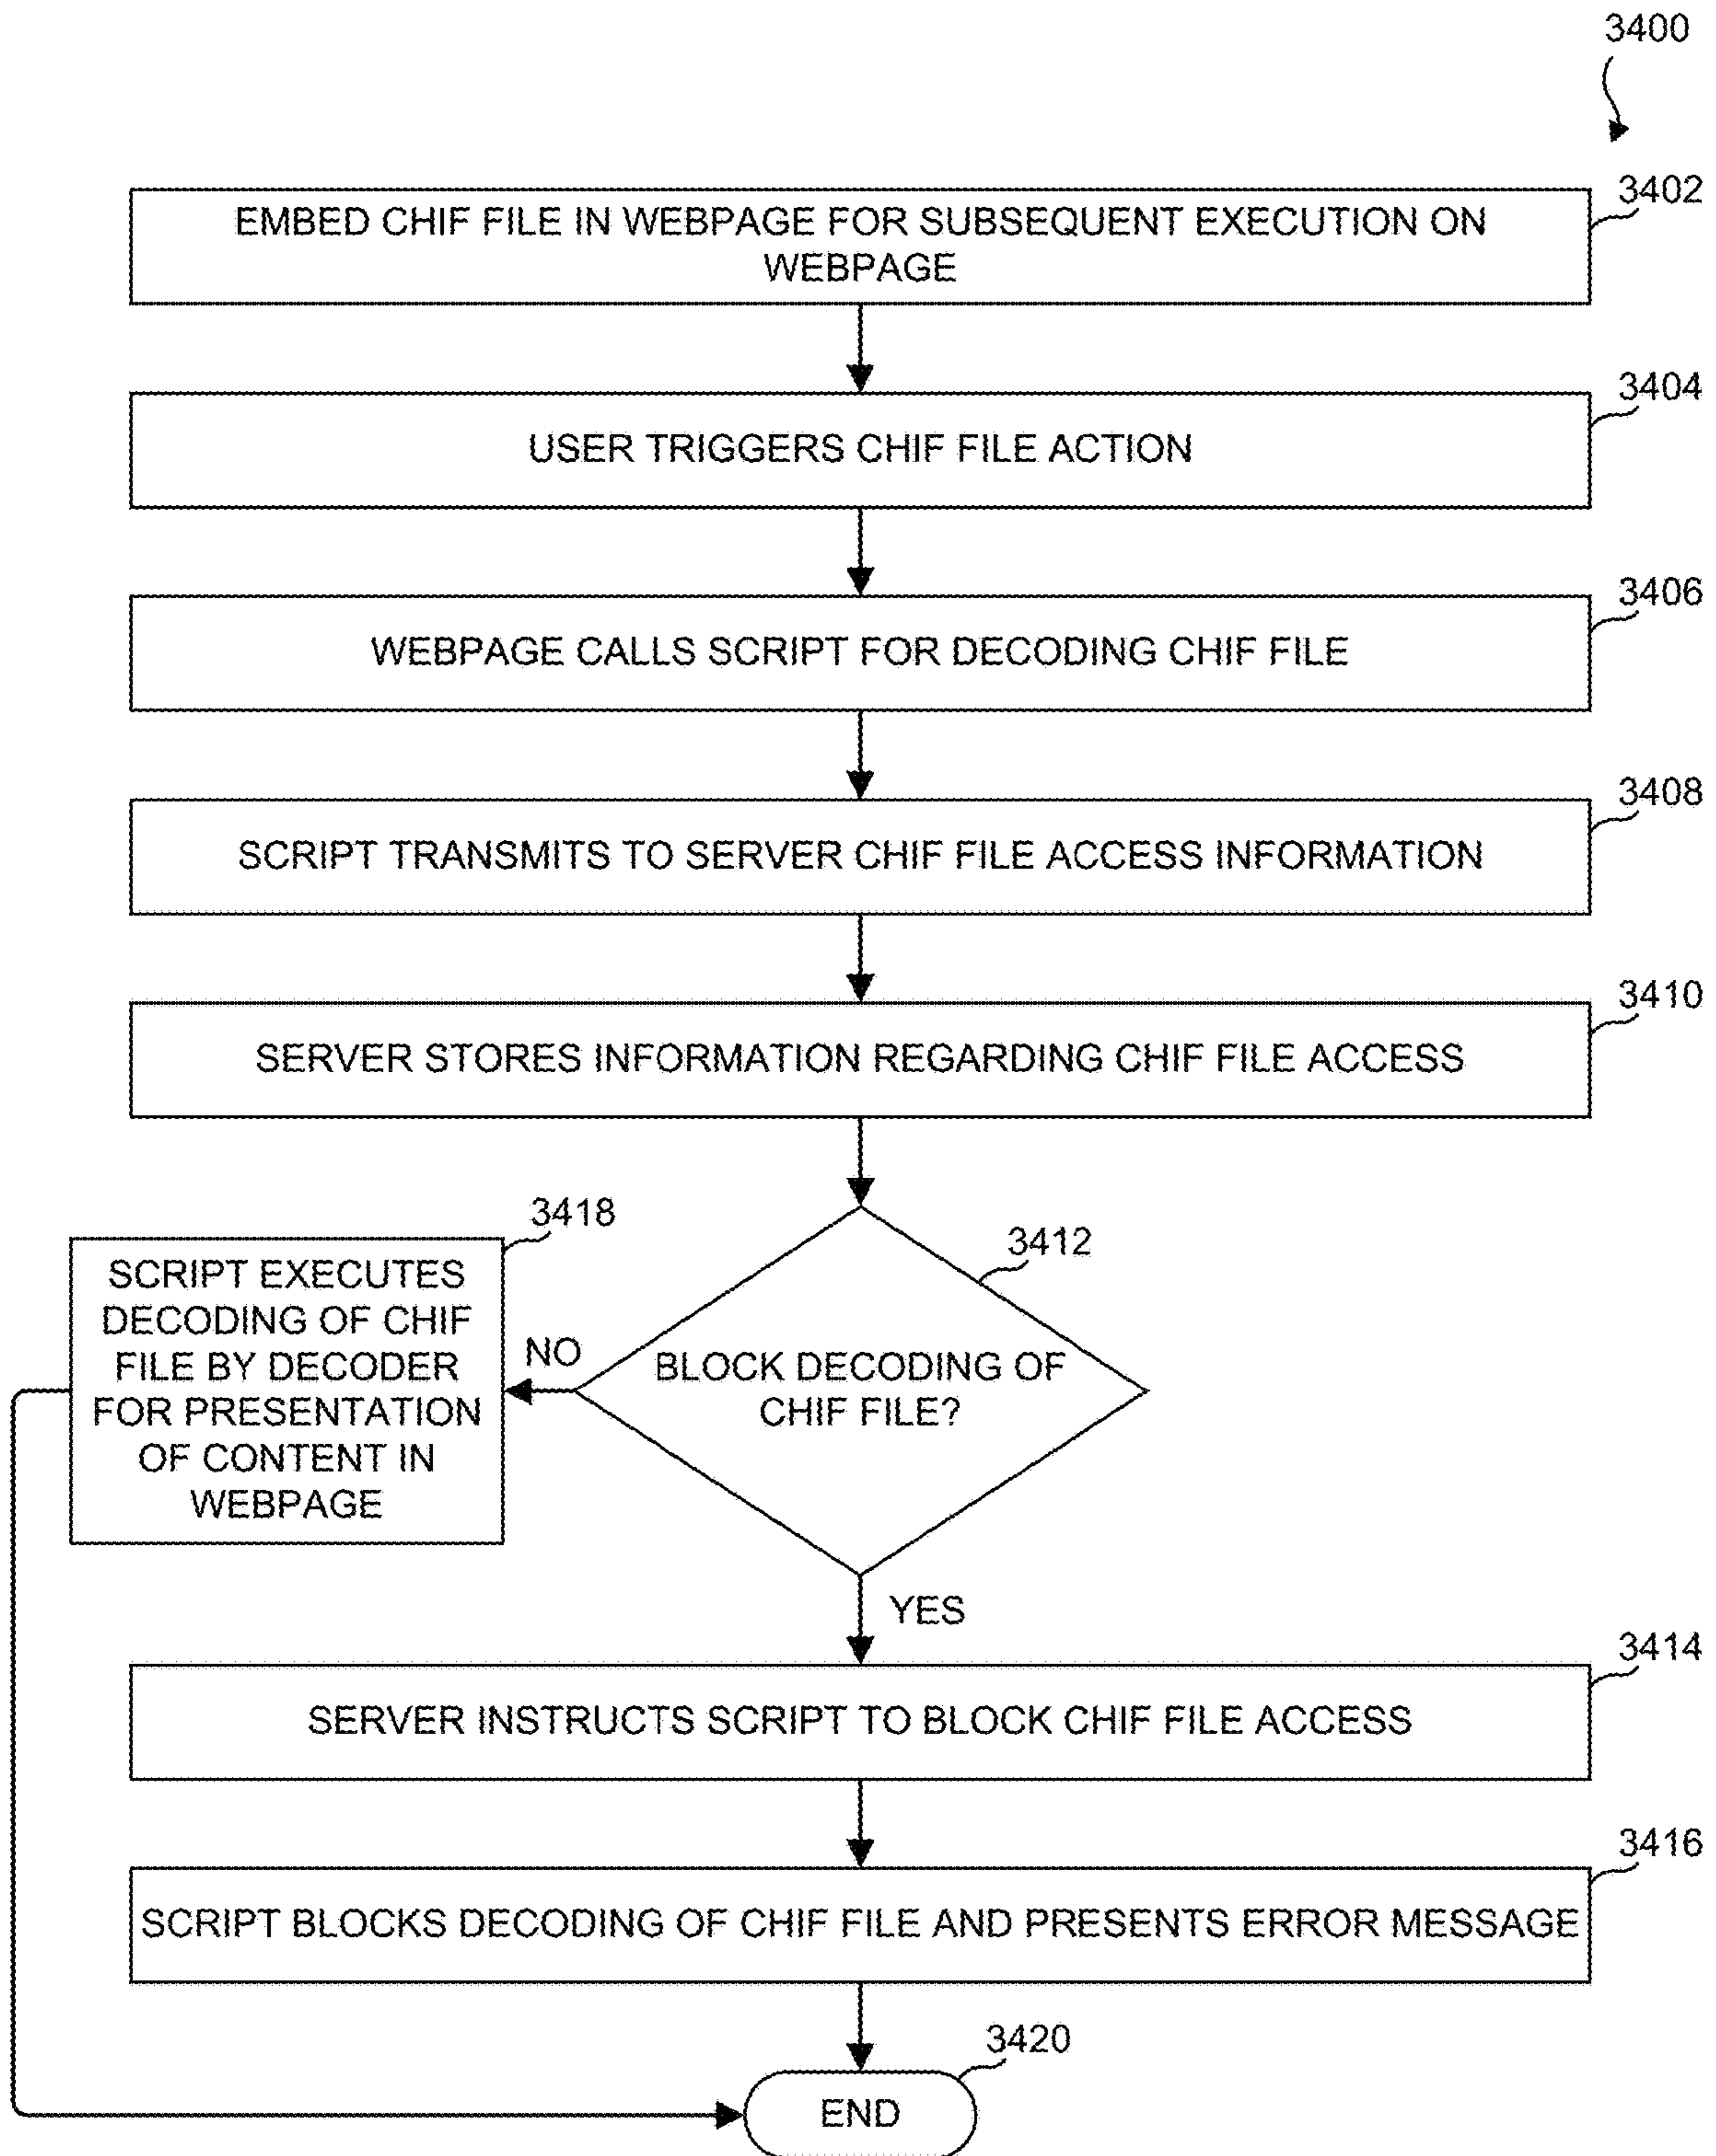 3400
3402
EMBED CHIF FILE IN WEBPAGE FOR SUBSEQUENT EXECUTION ON
WEBPAGE
3404
USER TRIGGERS CHIF FILE ACTION
3406
WEBPAGE CALLS SCRIPT FOR DECODING CHIF FILE
3408
SCRIPT TRANSMITS TO SERVER CHIF FILE ACCESS INFORMATION
3410
SERVER STORES INFORMATION REGARDING CHIF FILE ACCESS
3412
BLOCK DECODING OF
CHIF FILE?
NO
3418
SCRIPT EXECUTES
DECODING OF CHIF
FILE BY DECODER
FOR PRESENTATION
OF CONTENT IN
WEBPAGE
YES
3414
SERVER INSTRUCTS SCRIPT TO BLOCK CHIF FILE ACCESS
3416
SCRIPT BLOCKS DECODING OF CHIF FILE AND PRESENTS ERROR MESSAGE
3420
END